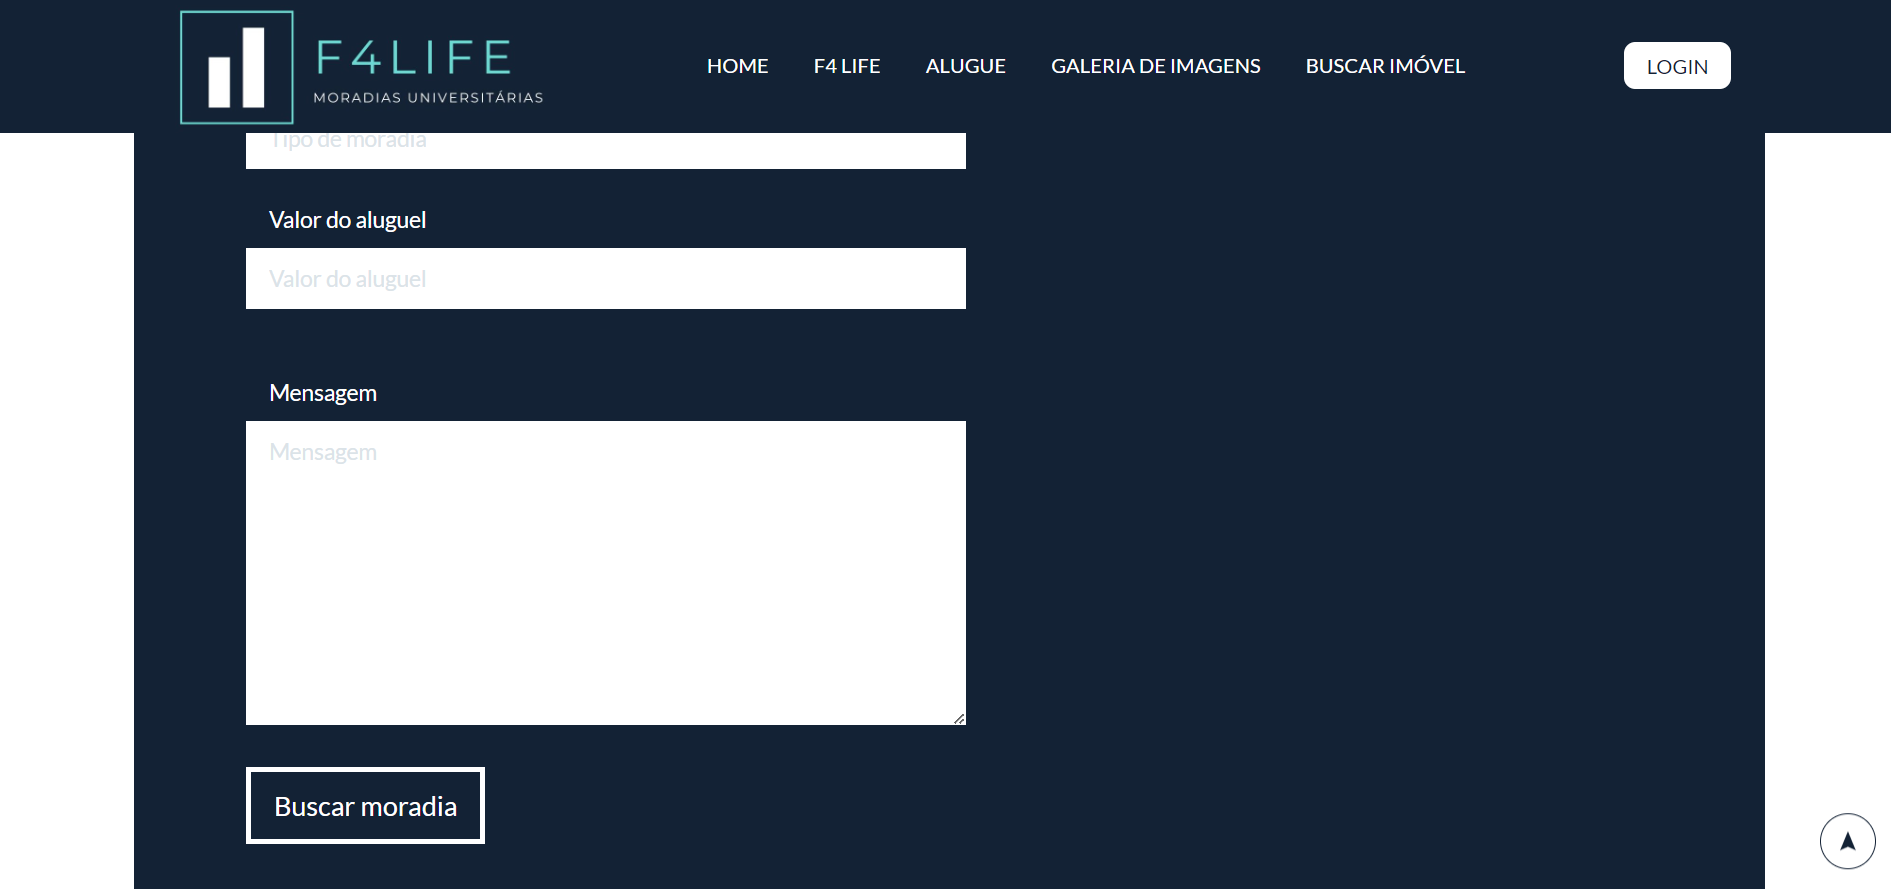 F4LIFE
MORADIAS UNIVERSITÁRIAS
HOME F4 LIFE ALUGUE GALERIA DE IMAGENS BUSCAR IMÓVEL LOGIN
Tipo de moradia
Valor do aluguel
Valor do aluguel
Mensagem
Mensagem
Buscar moradia